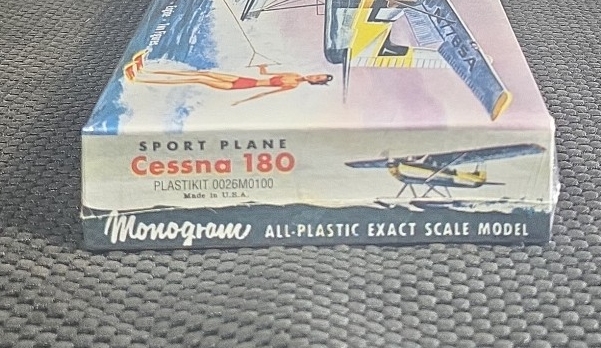 SPORT PLANE
Cessna 180
PLASTIKIT 0026M0100
Made in U.S.A.
Monogram ALL-PLASTIC EXACT SCALE MODEL